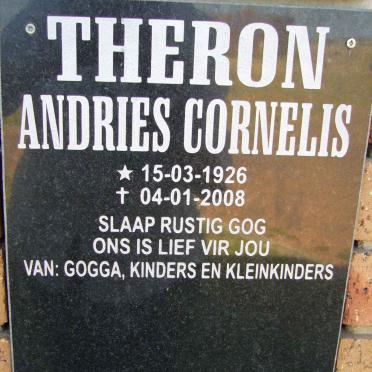 THERON
ANDRIES CORNELIS
★ 15-03-1926
✝ 04-01-2008
SLAAP RUSTIG GOG
ONS IS LIEF VIR JOU
VAN: GOGGA, KINDERS EN KLEINKINDERS